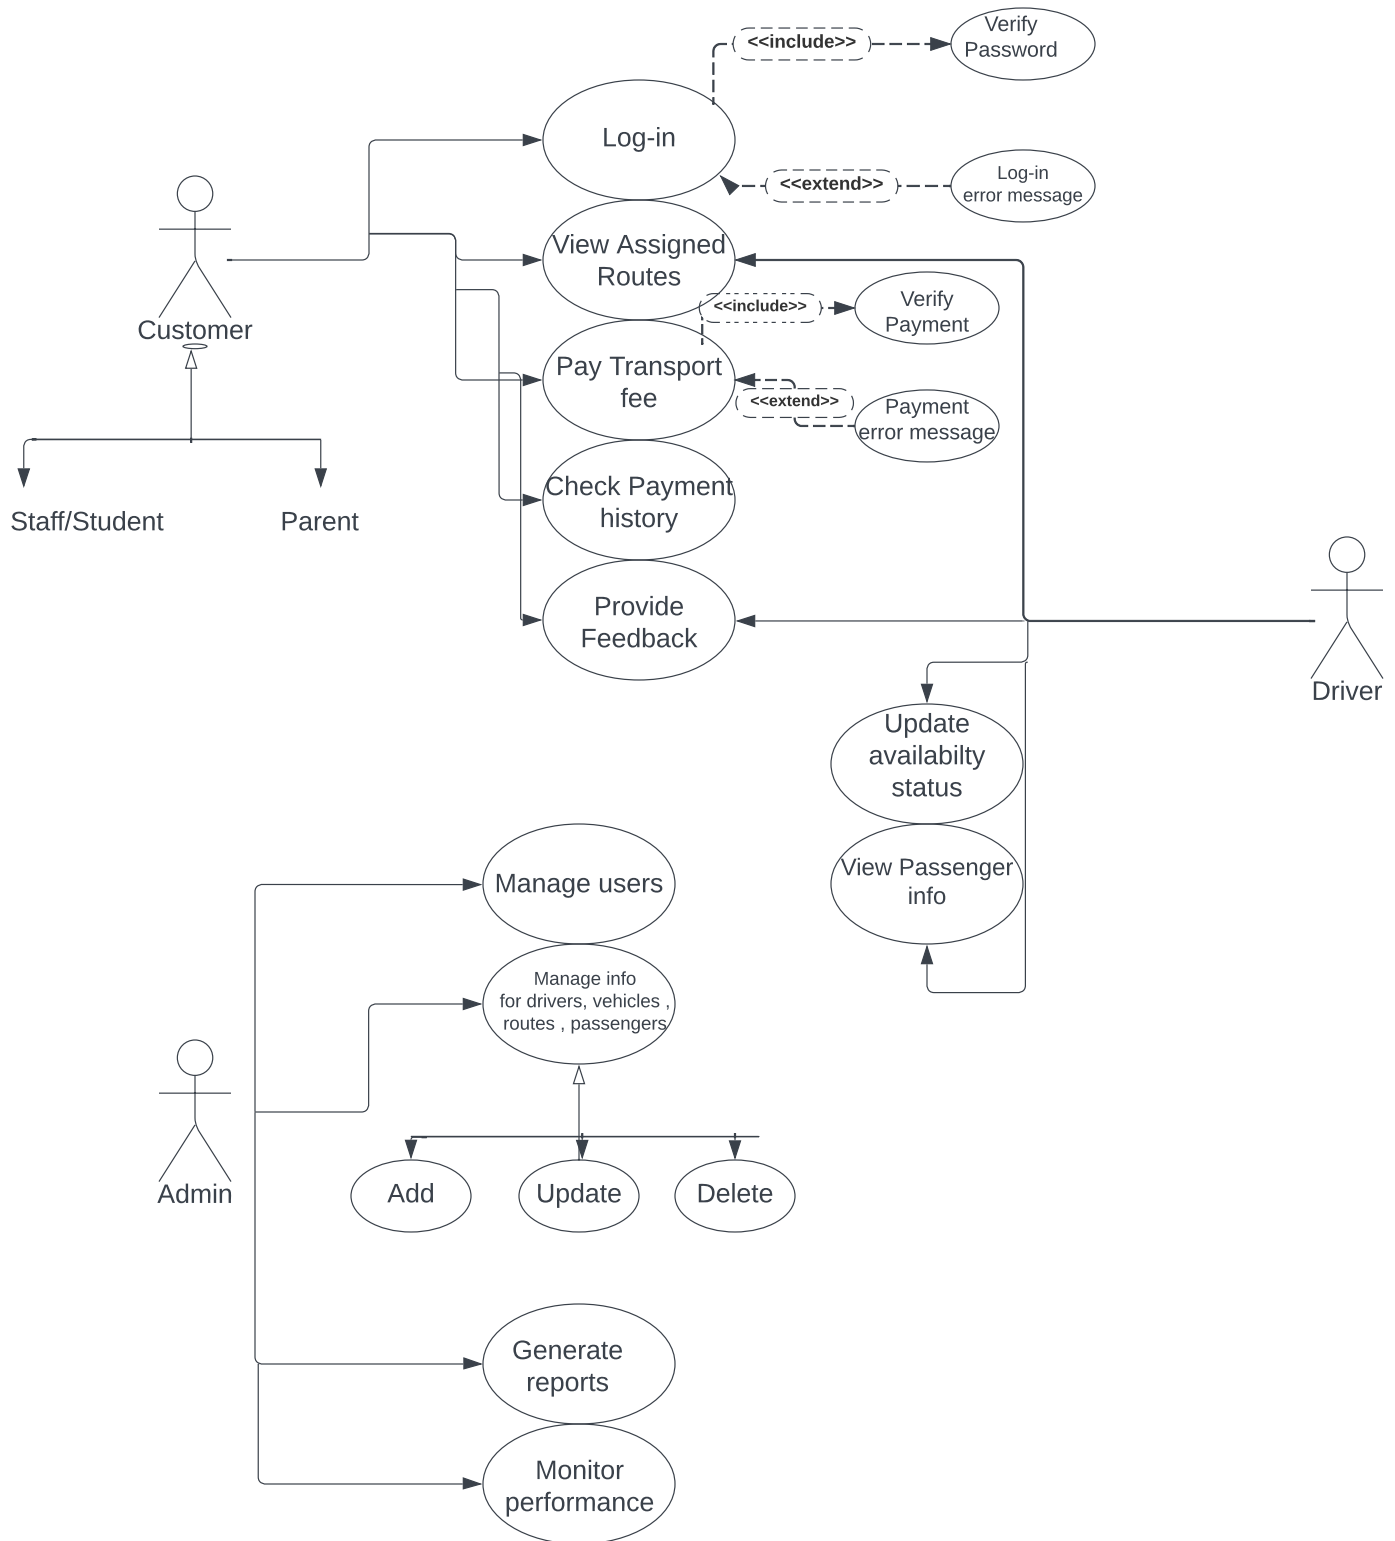 <<include>>
Verify
Password
Log-in
<<extend>>
Log-in
error message
View Assigned
Routes
<<include>>
Verify
Payment
Customer
Pay Transport
fee
<<extend>>
Payment
error message
Check Payment
history
Staff/Student
Parent
Provide
Feedback
Driver
Update
availabilty
status
Manage users
View Passenger
info
Manage info
for drivers, vehicles ,
routes , passengers
Admin
Add
Update
Delete
Generate
reports
Monitor
performance